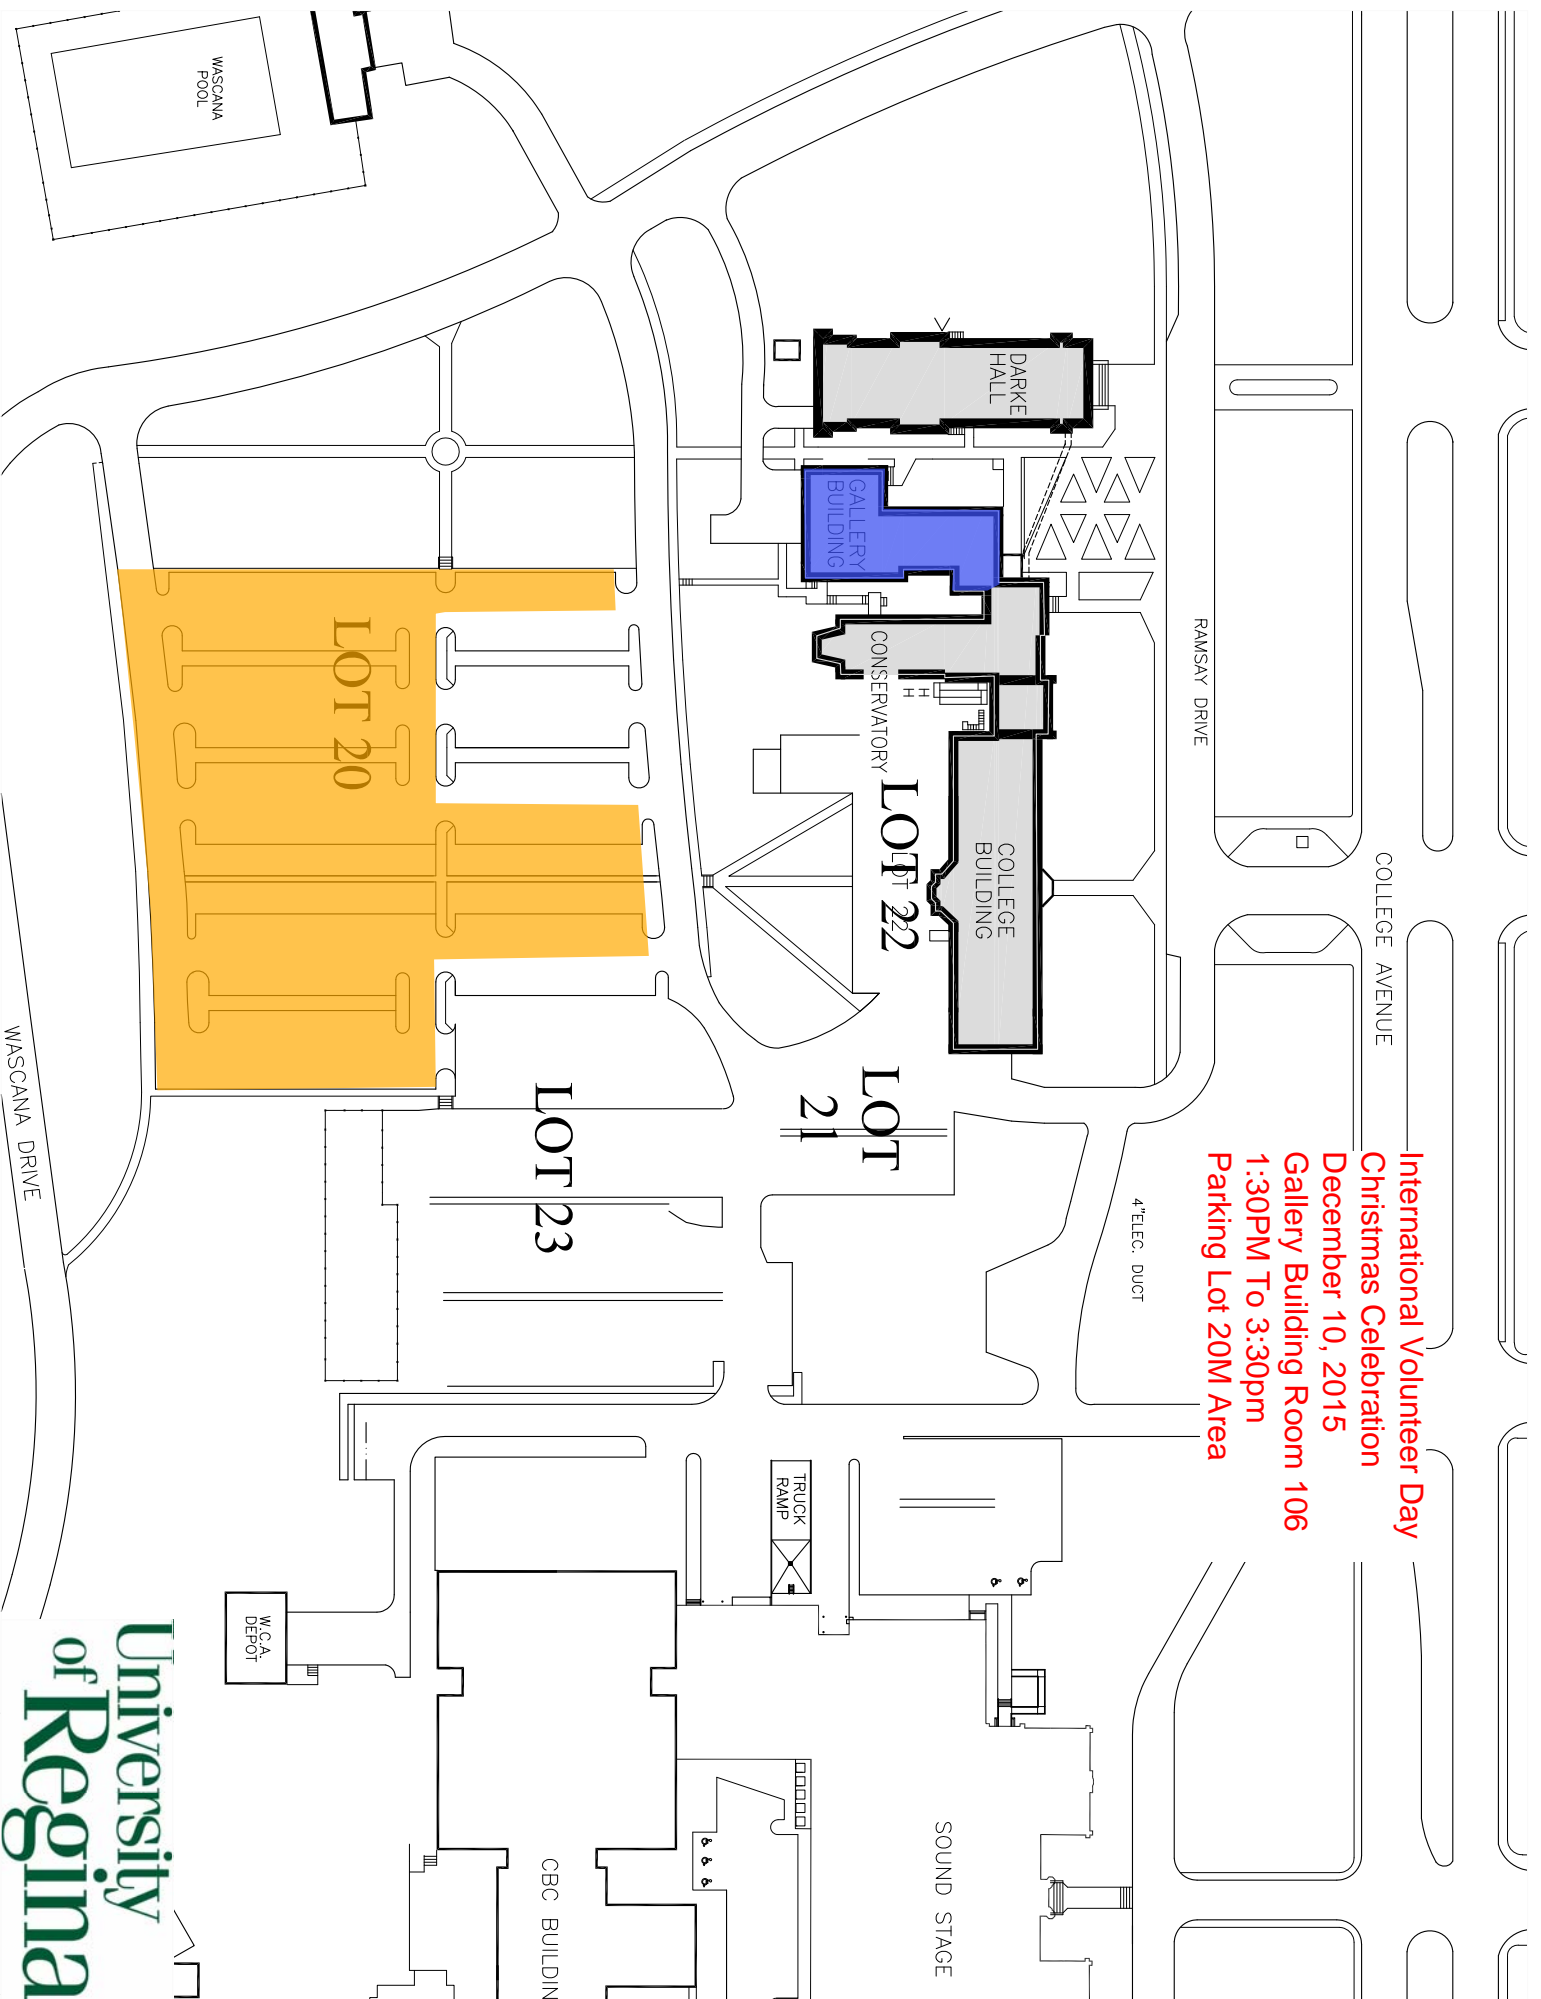 International Volunteer Day
Christmas Celebration
December 10, 2015
Gallery Building Room 106
1:30PM To 3:30pm
Parking Lot 20M Area
COLLEGE AVENUE
RAMSAY DRIVE
4"ELEC. DUCT
DARKE
HALL
GALLERY
BUILDING
CONSERVATORY
H
H
COLLEGE
BUILDING
LOT 22
LOT 22
LOT
21
LOT 23
LOT 20
WASCANA
POOL
WASCANA DRIVE
TRUCK
RAMP
W.C.A.
DEPOT
SOUND STAGE
CBC BUILDIN
University
of Regina